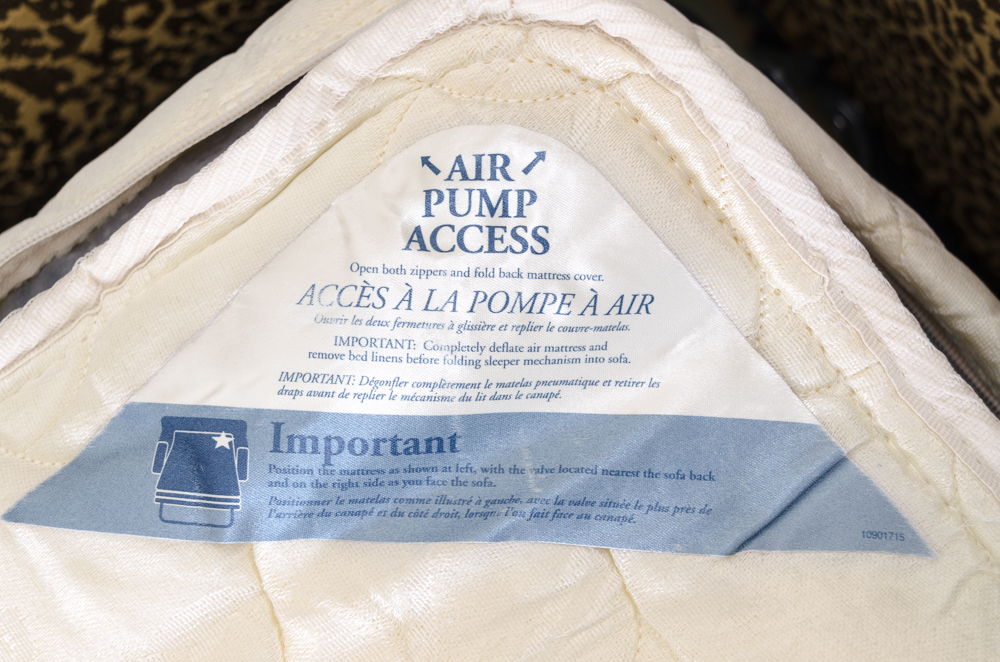 AIR
PUMP
ACCESS
Open both zippers and fold back mattress cover.
ACCÈS À LA POMPE À AIR
Ouvrir les deux fermetures à glissière et replier le couvre-matelas.
IMPORTANT: Completely deflate air mattress and
remove bed linens before folding sleeper mechanism into sofa.
IMPORTANT: Dégonfler complètement le matelas pneumatique et retirer les
draps avant de replier le mécanisme du lit dans le canapé.
Important
Position the mattress as shown at left, with the valve located nearest the sofa back
and on the right side as you face the sofa.
Positionner le matelas comme illustré à gauche, avec la valve située le plus près de
l'arrière du canapé et du côté droit, lorsqu l'on fait face au canapé.
10901715